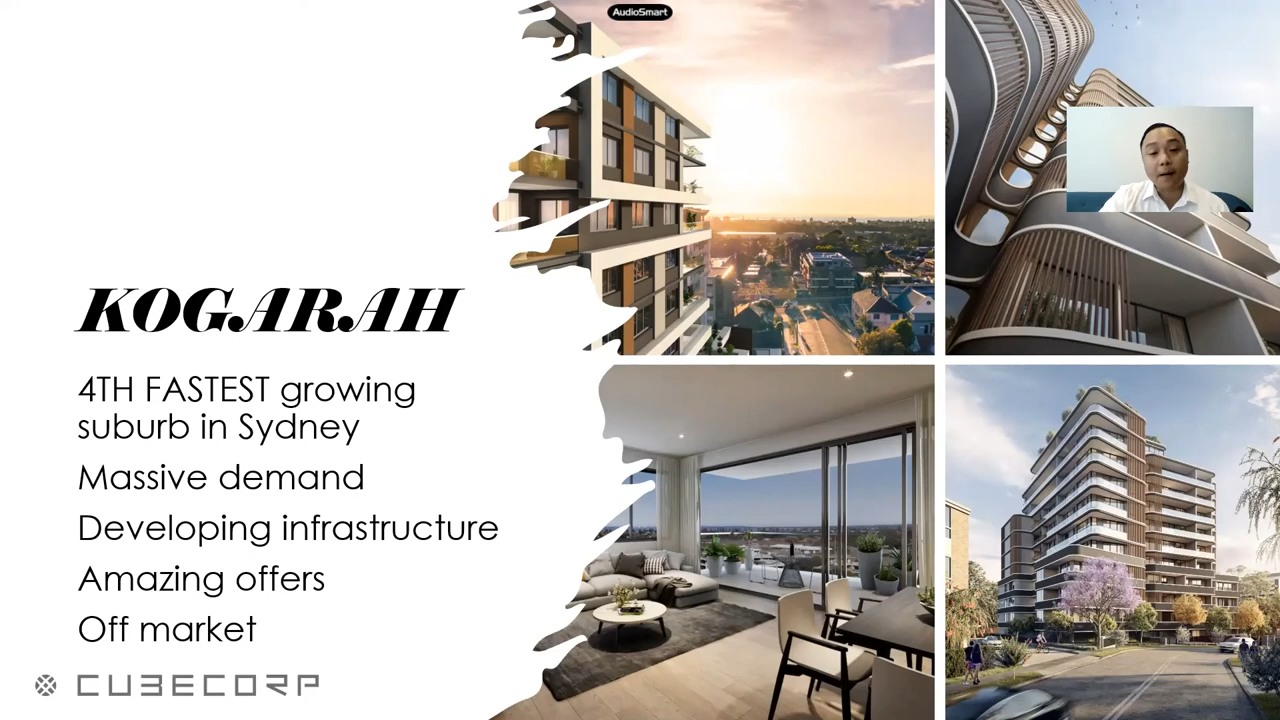 AudioSmart
KOGARAH
4TH FASTEST growing
suburb in Sydney
Massive demand
Developing infrastructure
Amazing offers
Off market
CUBECORP